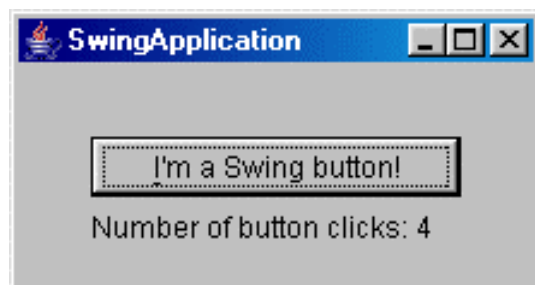 SwingApplication
I'm a Swing button!
Number of button clicks: 4